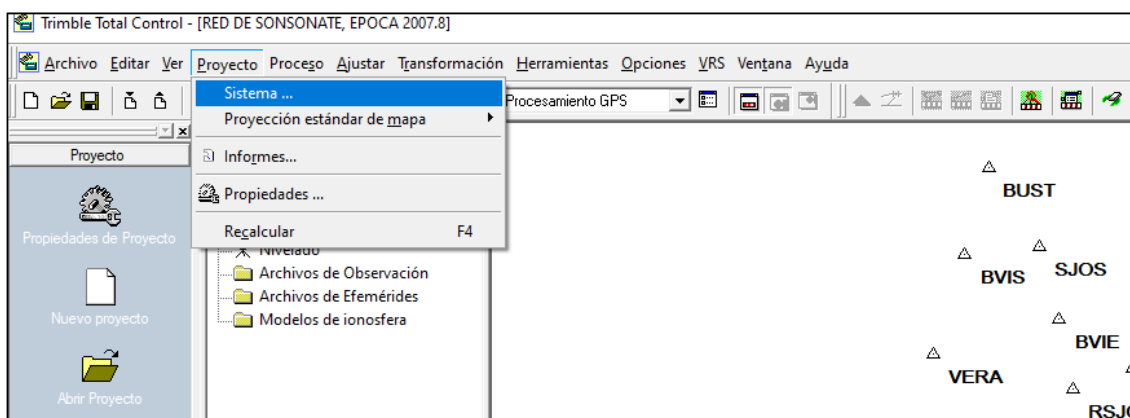 Trimble Total Control - [RED DE SONSONATE, EPOCA 2007.8]
Archivo Editar Ver Proyecto Proceso Ajustar Transformación Herramientas Opciones VRS Ventana Ayuda
Procesamiento GPS
Sistema ...
Proyección estándar de mapa
Informes...
Propiedades ...
Recalcular F4
Proyecto
Propiedades de Proyecto
Nuevo proyecto
Abrir Proyecto
Nivelado
Archivos de Observación
Archivos de Efemérides
Modelos de ionosfera
BUST
BVIS
SJOS
BVIE
VERA